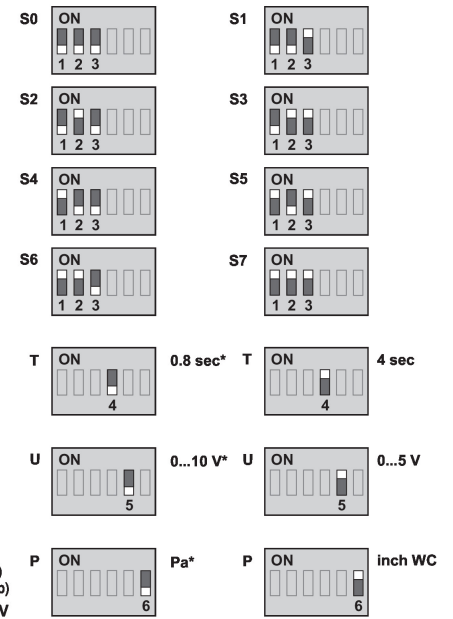 S0 ON S1 ON
1 2 3 1 2 3
S2 ON S3 ON
1 2 3 1 2 3
S4 ON S5 ON
1 2 3 1 2 3
S6 ON S7 ON
1 2 3 1 2 3
T ON 0.8 sec* T ON 4 sec
4 4
U ON 0...10 V* U ON 0...5 V
5 5
P ON Pa* P ON inch WC
)
o)
V 6 6